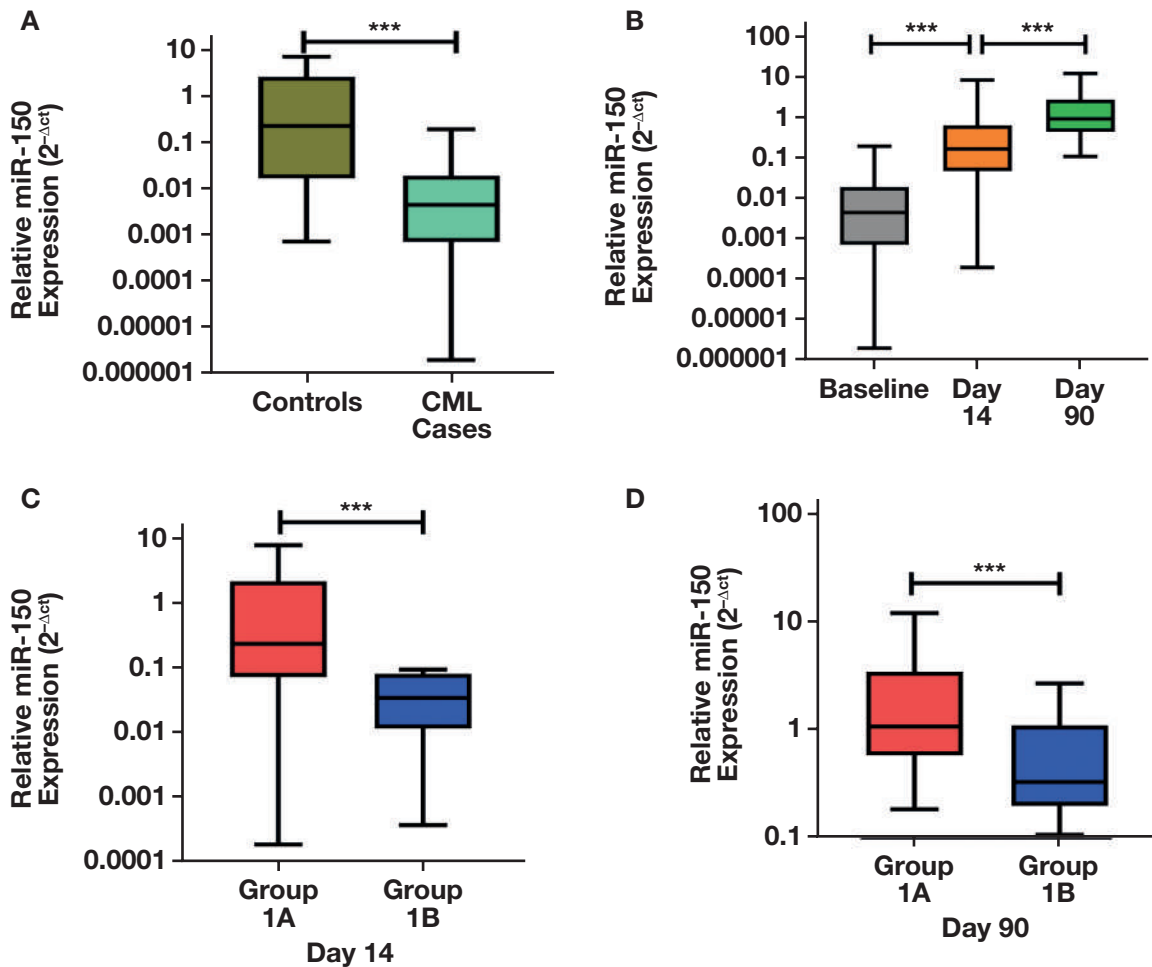 A
Relative miR-150
Expression (2−Δct)
10
1
0.1
0.01
0.001
0.0001
0.00001
0.000001
***
Controls
CML
Cases
B
Relative miR-150
Expression (2−Δct)
100
10
1
0.1
0.01
0.001
0.0001
0.00001
0.000001
***
***
Baseline
Day
14
Day
90
C
Relative miR-150
Expression (2−Δct)
10
1
0.1
0.01
0.001
0.0001
***
Group
1A
Group
1B
Day 14
D
Relative miR-150
Expression (2−Δct)
100
10
1
0.1
***
Group
1A
Group
1B
Day 90